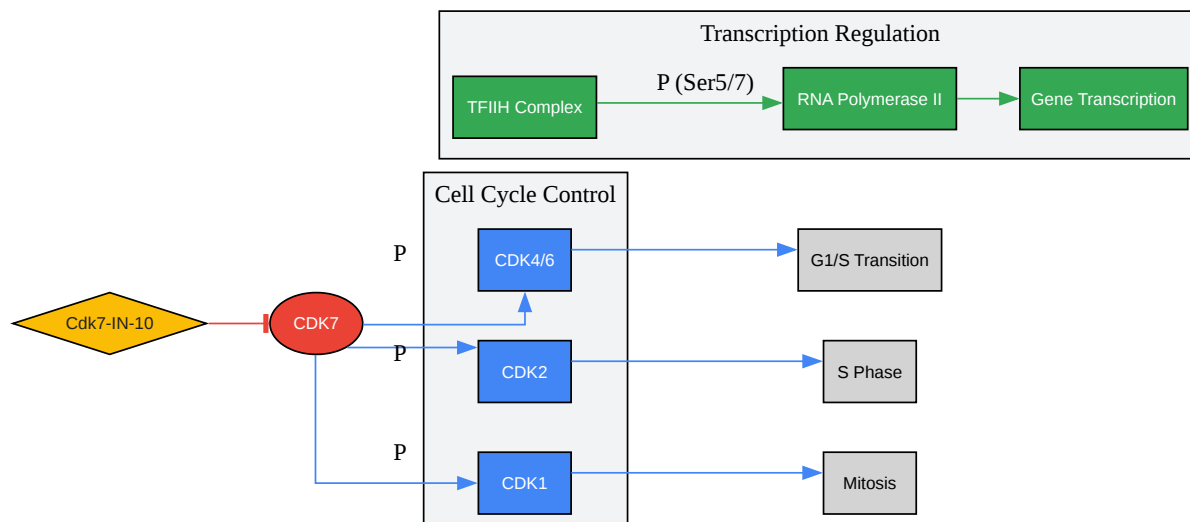 Transcription Regulation
P (Ser5/7)
TFIIH Complex
RNA Polymerase II
Gene Transcription
Cell Cycle Control
P
CDK4/6
G1/S Transition
Cdk7-IN-10
CDK7
P
CDK2
S Phase
P
CDK1
Mitosis